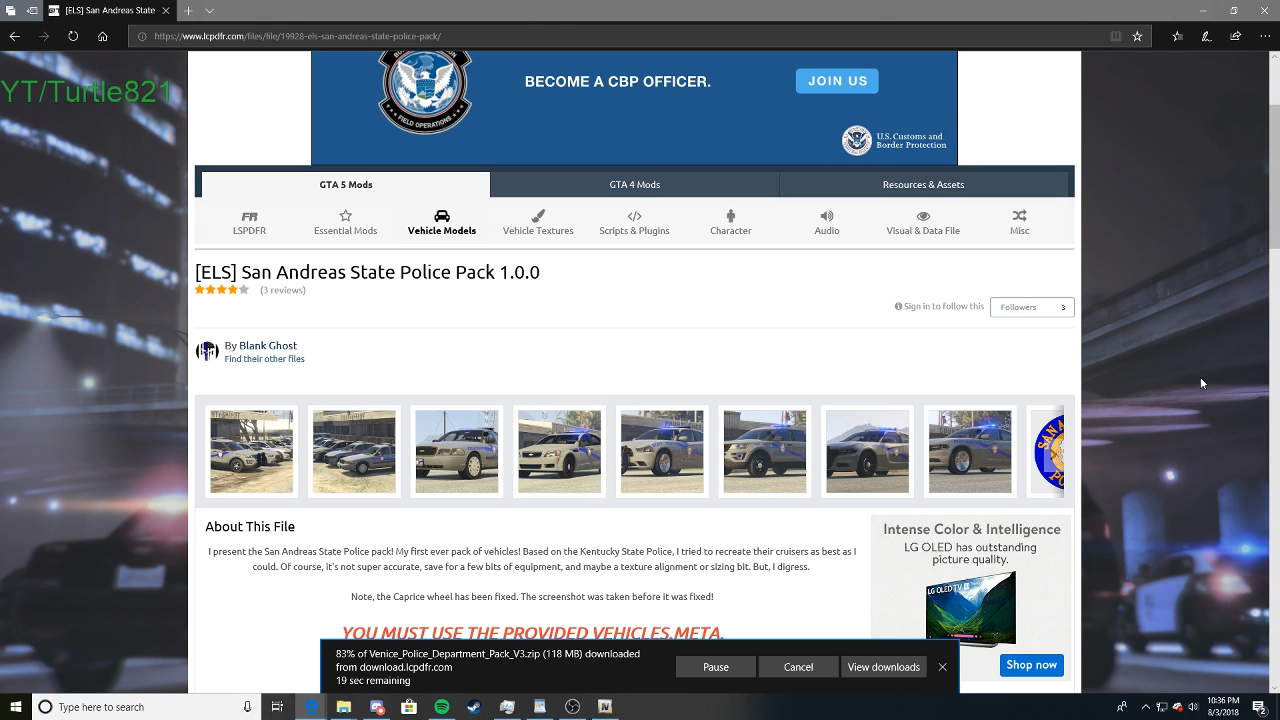 [ELS] San Andreas State
https://www.lcpdfr.com/files/file/19928-els-san-andreas-state-police-pack/
YT/Turtle821
FIELD OPERATIONS
BECOME A CBP OFFICER.
JOIN US
U.S. Customs and
Border Protection
GTA 5 Mods
GTA 4 Mods
Resources & Assets
LSPDFR
Essential Mods
Vehicle Models
Vehicle Textures
Scripts & Plugins
Character
Audio
Visual & Data File
Misc
[ELS] San Andreas State Police Pack 1.0.0
(3 reviews)
Sign in to follow this
Followers 3
By Blank Ghost
Find their other files
About This File
I present the San Andreas State Police pack! My first ever pack of vehicles! Based on the Kentucky State Police, I tried to recreate their cruisers as best as I
could. Of course, it's not super accurate, save for a few bits of equipment, and maybe a texture alignment or sizing bit. But, I digress.
Note, the Caprice wheel has been fixed. The screenshot was taken before it was fixed!
YOU MUST USE THE PROVIDED VEHICLES.META.
Intense Color & Intelligence
LG OLED has outstanding
picture quality.
LG OLED TV
Shop now
83% of Venice_Police_Department_Pack_V3.zip (118 MB) downloaded
from download.lcpdfr.com
19 sec remaining
Pause
Cancel
View downloads
Type here to search
10:36 PM
8/3/2018